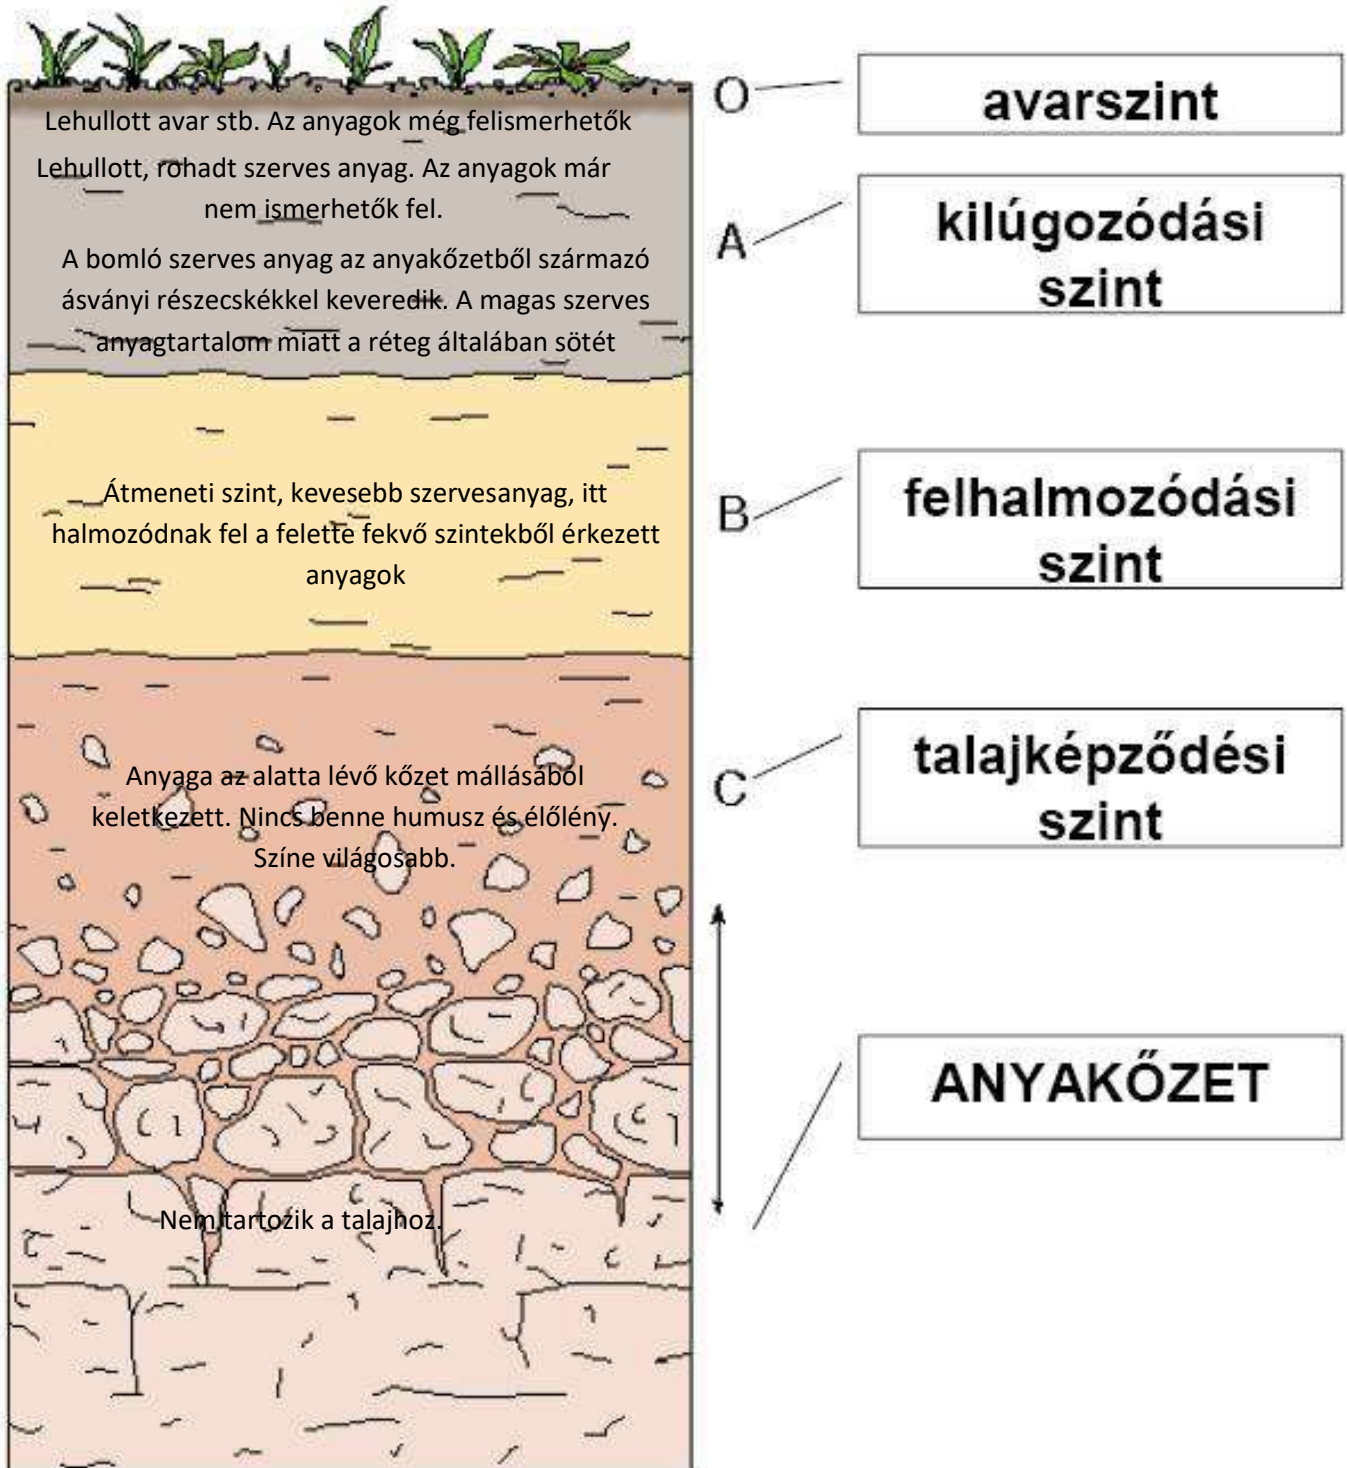 O
avarszint
Lehullott avar stb. Az anyagok még felismerhetők
Lehullott, rohadt szerves anyag. Az anyagok már
nem ismerhetők fel.
A
kilúgozódási
szint
A bomló szerves anyag az anyakőzetből származó
ásványi részecskékkel keveredik. A magas szerves
anyagtartalom miatt a réteg általában sötét
Átmeneti szint, kevesebb szervesanyag, itt
halmozódnak fel a felette fekvő szintekből érkezett
anyagok
B
felhalmozódási
szint
Anyaga az alatta lévő kőzet mállásából
keletkezett. Nincs benne humusz és élőlény.
Színe világosabb.
C
talajképződési
szint
ANYAKŐZET
Nem tartozik a talajhoz.